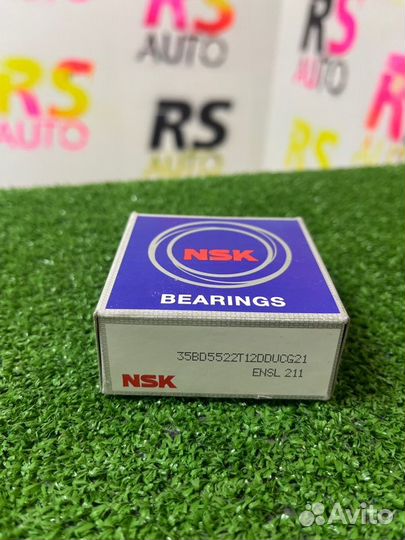 RS
AUTO
RS
AUTO
RS
AUTO
RS
AUTO
RS
AUTO
NSK
BEARINGS
35BD5522T12DDUCG21
NSK
ENSL 211
Avito